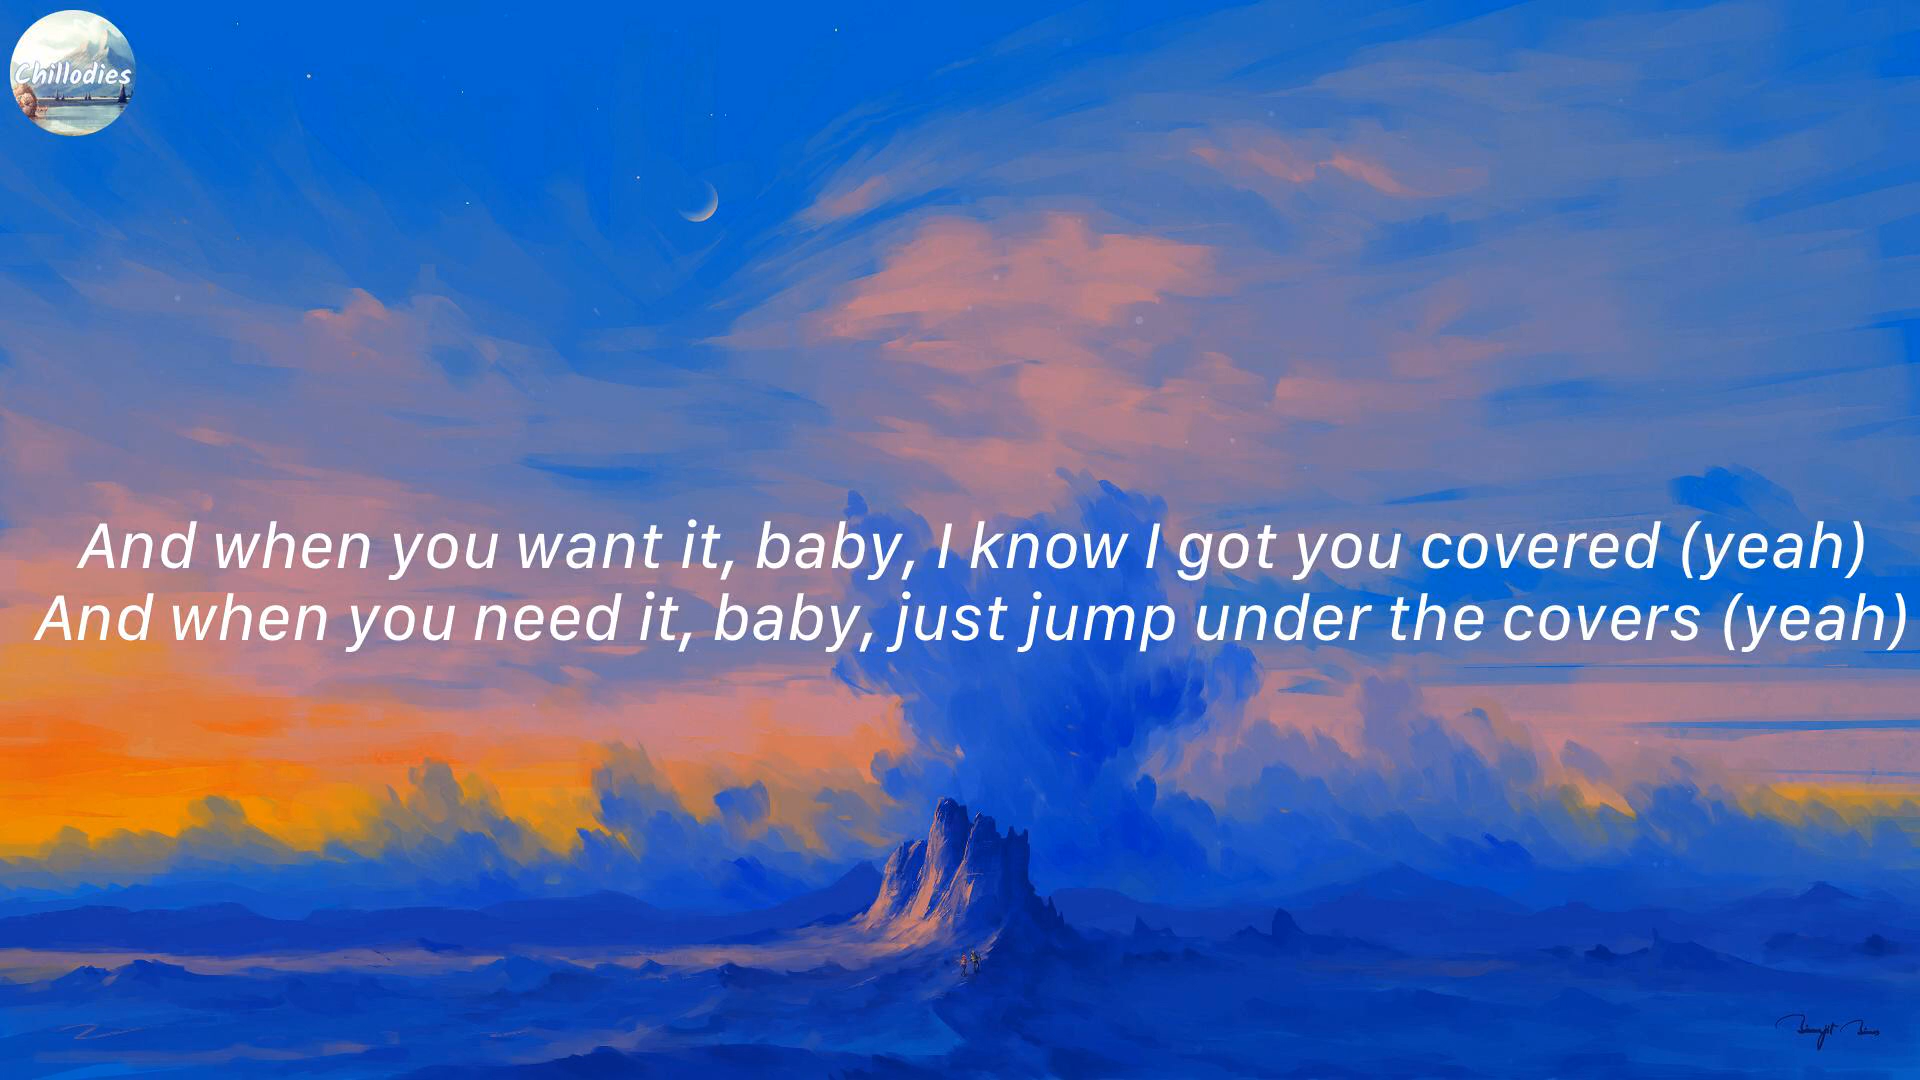 Chillodies
And when you want it, baby, I know I got you covered (yeah)
And when you need it, baby, just jump under the covers (yeah)